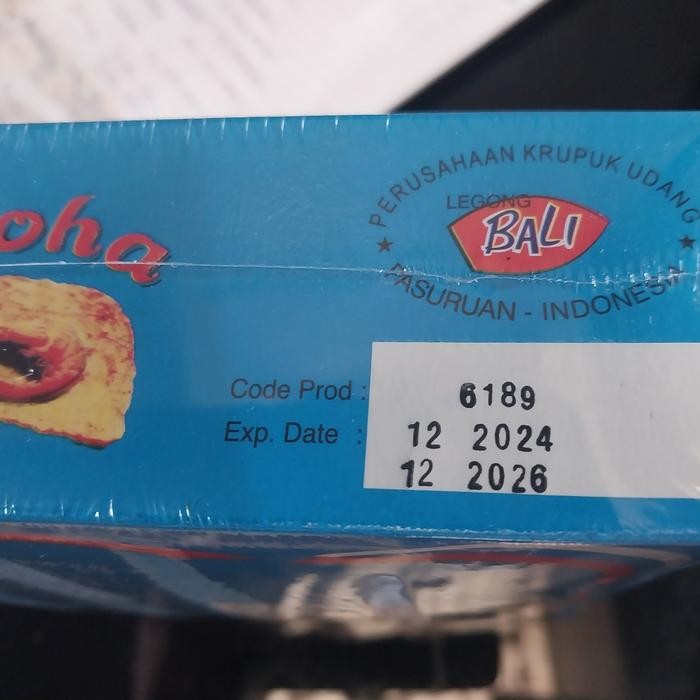 oha
PERUSAHAAN KRUPUK UDANG
LEGONG
BALI
PASURUAN - INDONESIA
Code Prod : 6189
Exp. Date : 12 2024
12 2026